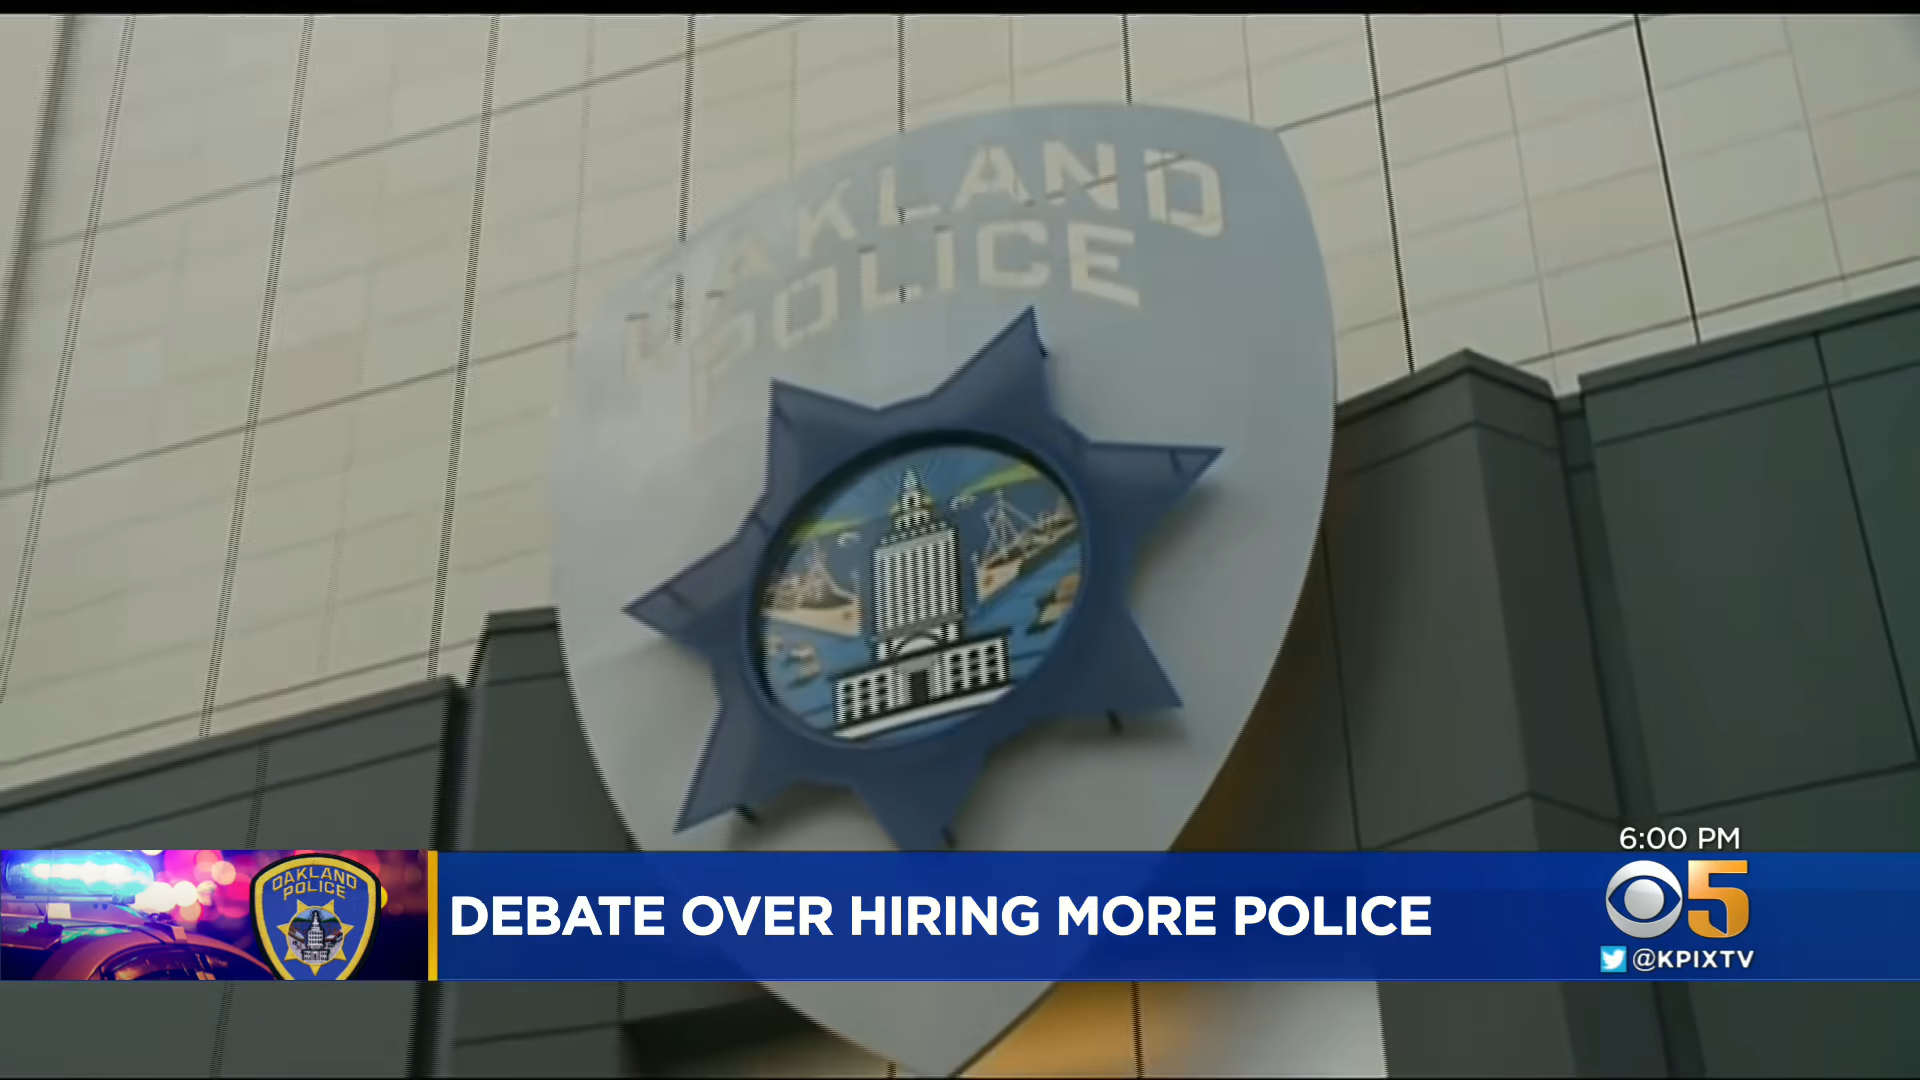 OAKLAND
POLICE
6:00 PM
OAKLAND
POLICE
DEBATE OVER HIRING MORE POLICE
5
@KPIXTV